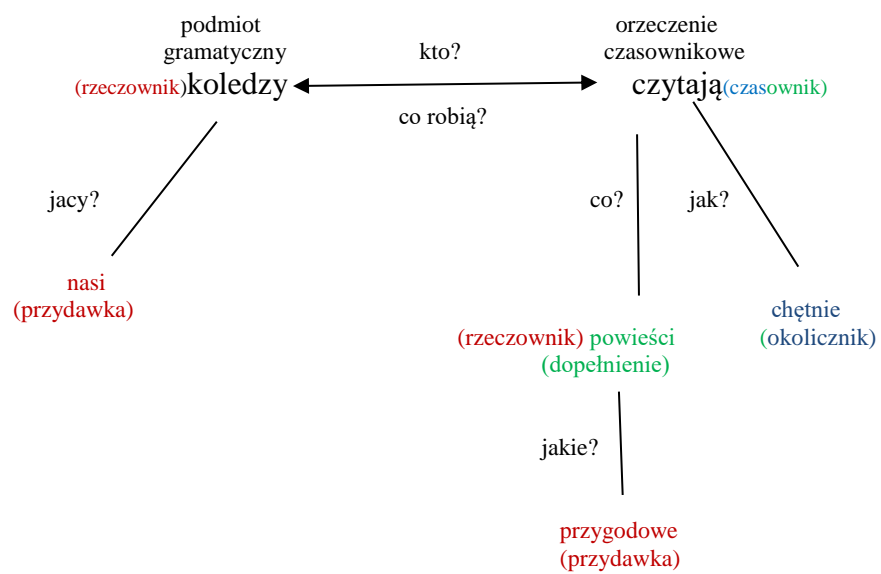 podmiot
gramatyczny
(rzeczownik)koledzy
kto?
co robią?
orzeczenie
czasownikowe
czytają(czasownik)
jacy?
co?
jak?
nasi
(przydawka)
(rzeczownik) powieści
(dopełnienie)
chętnie
(okolicznik)
jakie?
przygodowe
(przydawka)